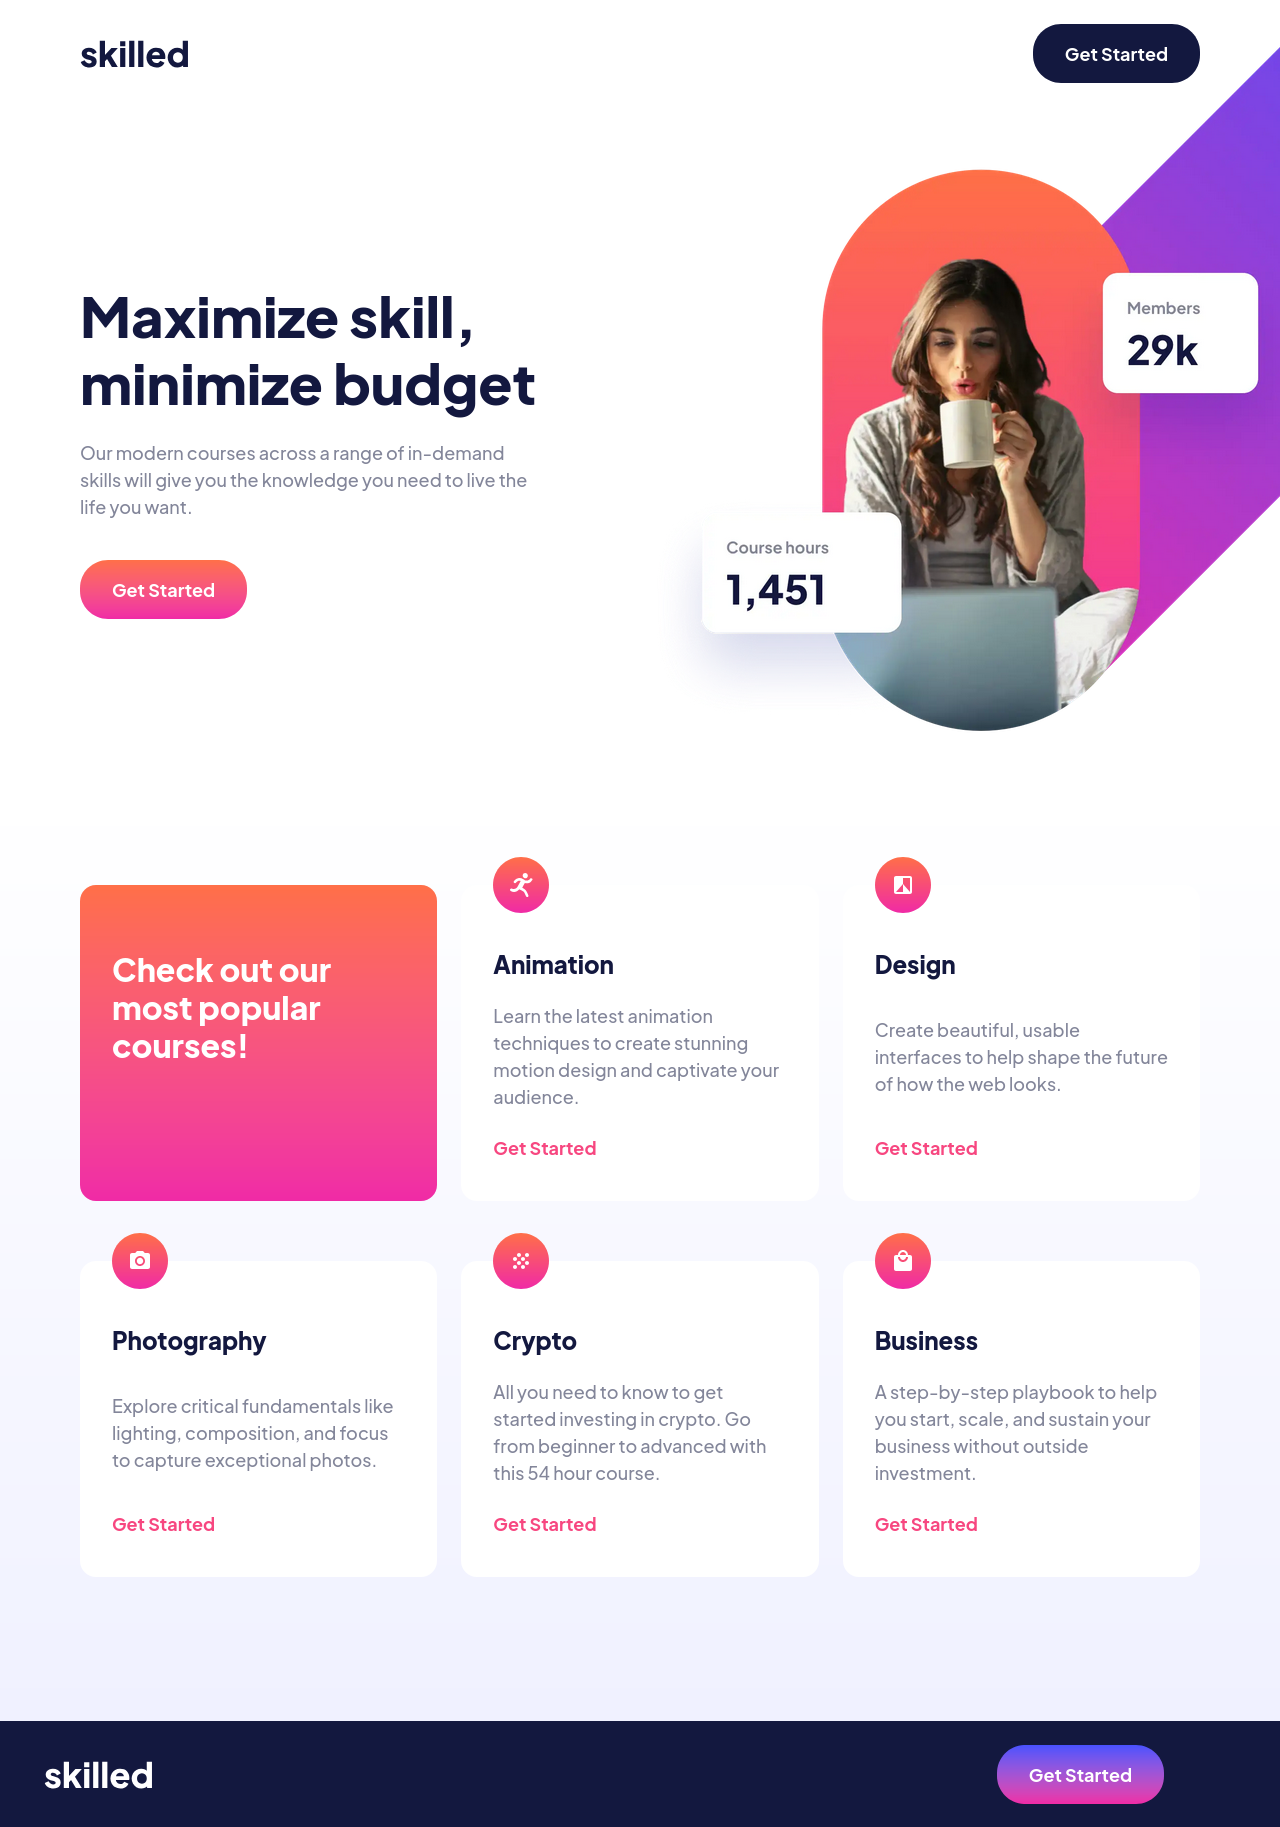 skilled
Get Started
Maximize skill,
minimize budget
Our modern courses across a range of in-demand
skills will give you the knowledge you need to live the
life you want.
Get Started
Members
29k
Course hours
1,451
Check out our
most popular
courses!
Animation
Learn the latest animation
techniques to create stunning
motion design and captivate your
audience.
Get Started
Design
Create beautiful, usable
interfaces to help shape the future
of how the web looks.
Get Started
Photography
Explore critical fundamentals like
lighting, composition, and focus
to capture exceptional photos.
Get Started
Crypto
All you need to know to get
started investing in crypto. Go
from beginner to advanced with
this 54 hour course.
Get Started
Business
A step-by-step playbook to help
you start, scale, and sustain your
business without outside
investment.
Get Started
skilled
Get Started